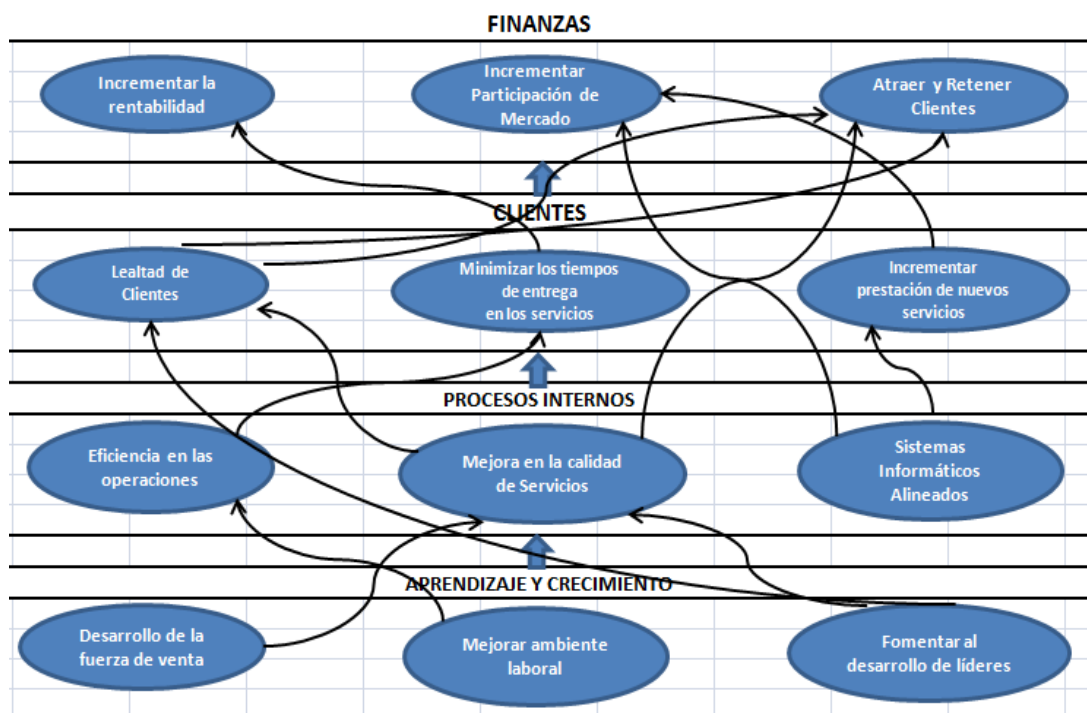 FINANZAS
Incrementar la
rentabilidad
Incrementar
Participación de
Mercado
Atraer y Retener
Clientes
CLIENTES
Lealtad de
Clientes
Minimizar los tiempos
de entrega
en los servicios
Incrementar
prestación de nuevos
servicios
PROCESOS INTERNOS
Eficiencia en las
operaciones
Mejora en la calidad
de Servicios
Sistemas
Informáticos
Alineados
APRENDIZAJE Y CRECIMIENTO
Desarrollo de la
fuerza de venta
Mejorar ambiente
laboral
Fomentar al
desarrollo de líderes